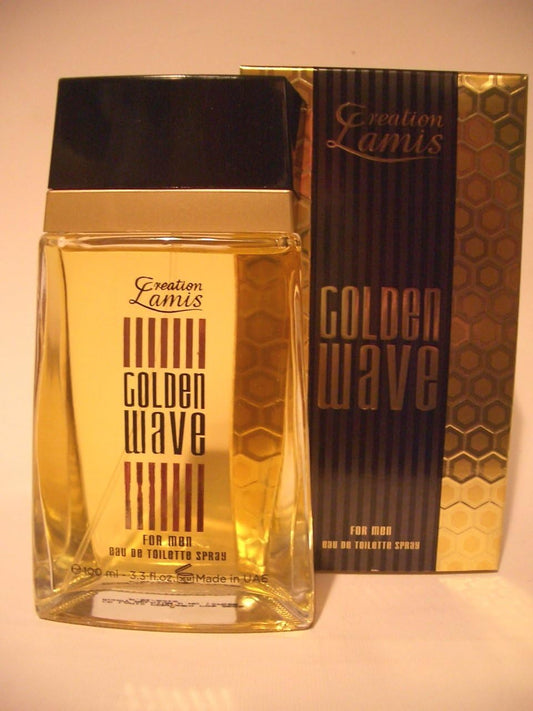 Creation
Lamis
GOLDEN
WAVE
FOR MEN
EAU DE TOILETTE SPRAY
℮100 ml - 3.3 fl.oz. Made in UAE
Creation
Lamis
GOLDEN
WAVE
FOR MEN
EAU DE TOILETTE SPRAY